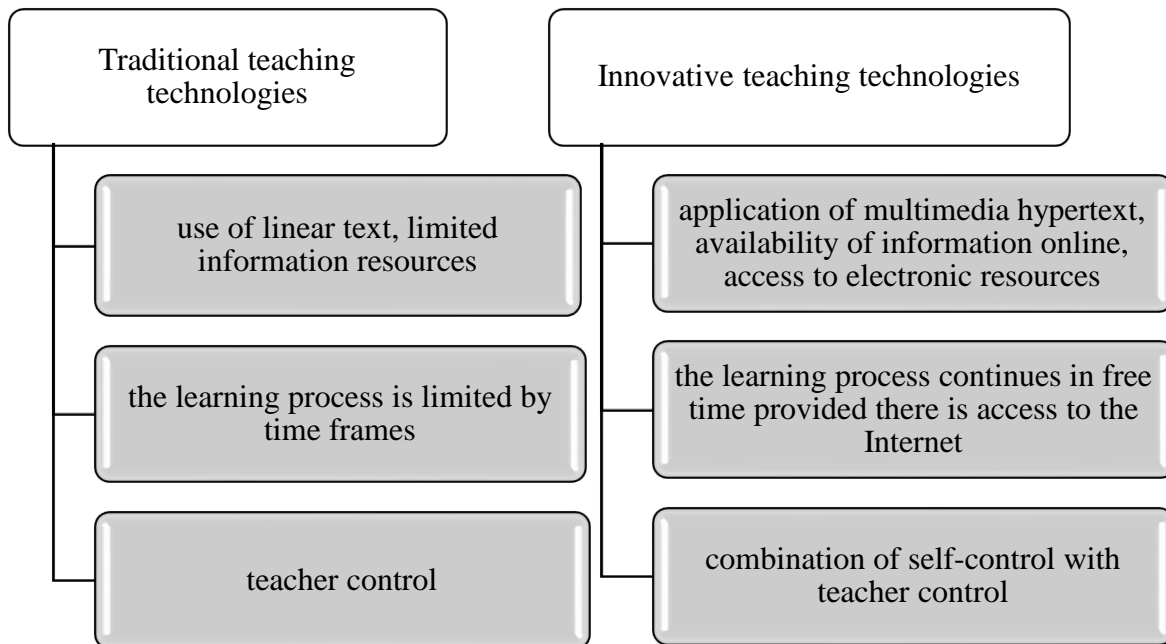 Traditional teaching
technologies
use of linear text, limited
information resources
the learning process is limited by
time frames
teacher control
Innovative teaching technologies
application of multimedia hypertext,
availability of information online,
access to electronic resources
the learning process continues in free
time provided there is access to the
Internet
combination of self-control with
teacher control